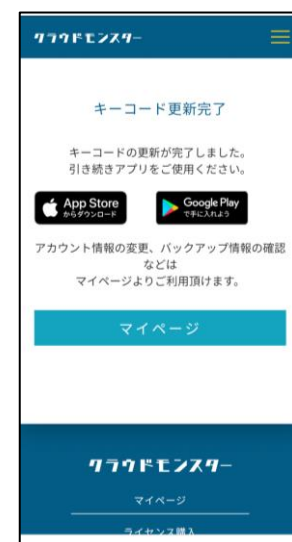 クラウドモンスター
キーコード更新完了
キーコードの更新が完了しました。
引き続きアプリをご使用ください。
App Store
からダウンロード
Google Play
で手に入れよう
アカウント情報の変更、バックアップ情報の確認
などは
マイページよりご利用頂けます。
マイページ
クラウドモンスター
マイページ
ライセンス購入